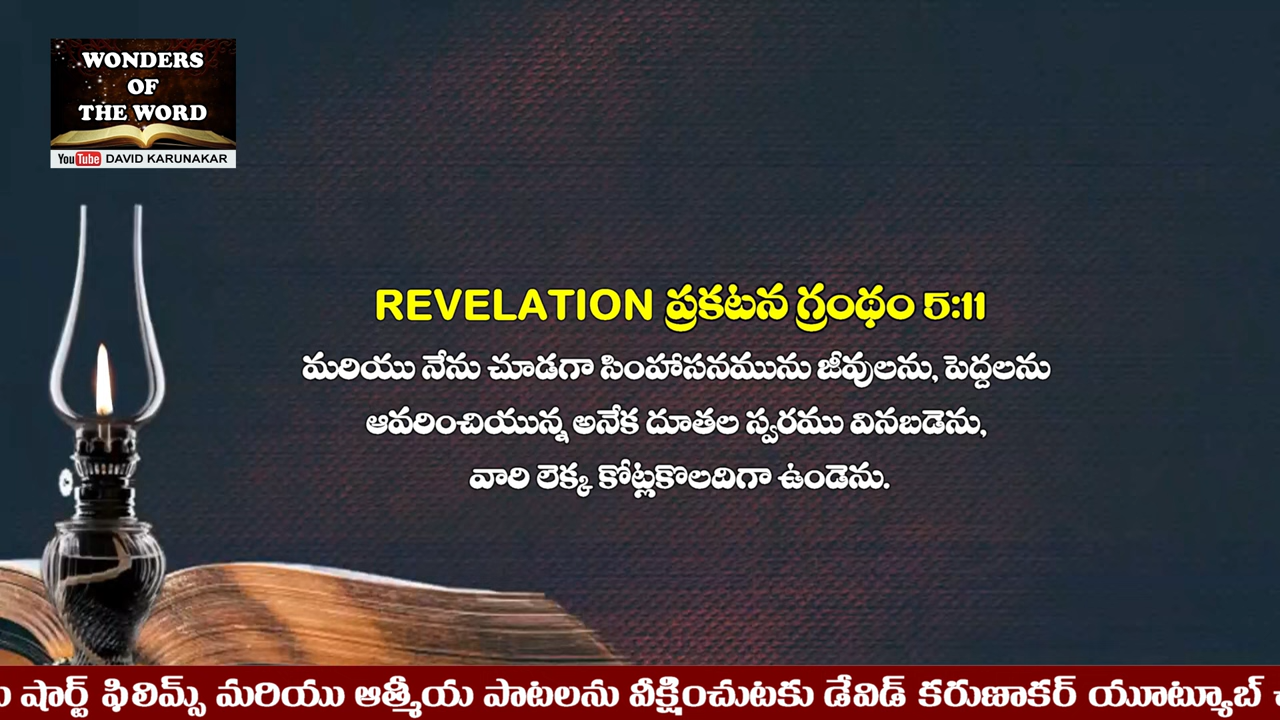 WONDERS
OF
THE WORD
YouTube DAVID KARUNAKAR
REVELATION ప్రకటన గ్రంథం 5:11
మరియు నేను చూడగా సింహాసనమును జీవులను, పెద్దలను
ఆవరించియున్న అనేక దూతల స్వరము వినబడెను,
వారి లెక్క కోట్లకొలదిగా ఉండెను.
షార్ట్ ఫిలిమ్స్ మరియు ఆత్మీయ పాటలను వీక్షించుటకు డేవిడ్ కరుణాకర్ యూట్యూబ్